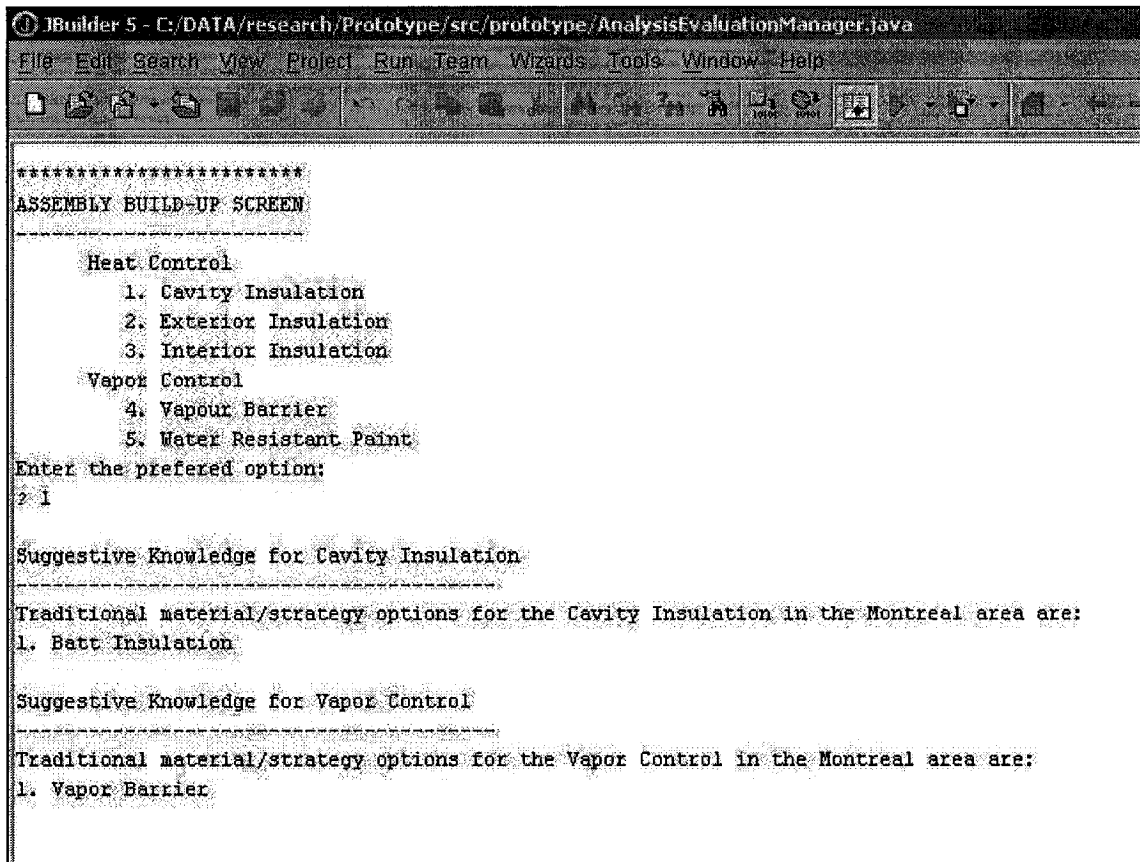 JBuilder 5 - C:/DATA/research/Prototype/src/prototype/AnalysisEvaluationManager.java
File Edit Search View Project Run Team Wizards Tools Window Help
************************
ASSEMBLY BUILD-UP SCREEN
------------------------
Heat Control
1. Cavity Insulation
2. Exterior Insulation
3. Interior Insulation
Vapor Control
4. Vapour Barrier
5. Water Resistant Paint
Enter the prefered option:
? 1
Suggestive Knowledge for Cavity Insulation
----------------------------------------
Traditional material/strategy options for the Cavity Insulation in the Montreal area are:
1. Batt Insulation
Suggestive Knowledge for Vapor Control
----------------------------------------
Traditional material/strategy options for the Vapor Control in the Montreal area are:
1. Vapor Barrier